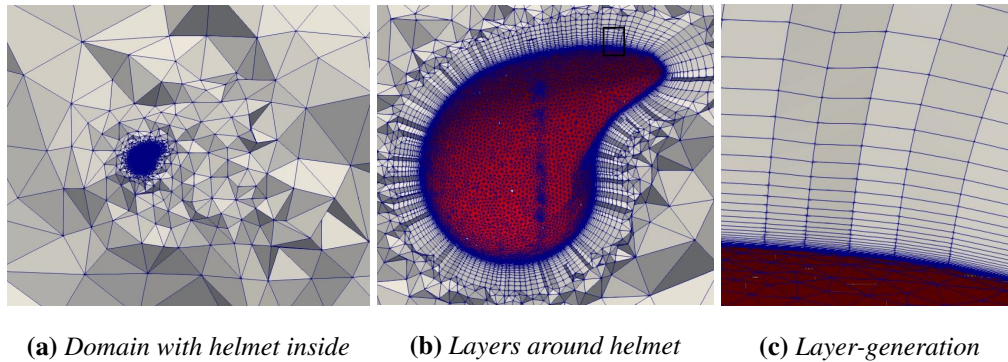 (a) Domain with helmet inside
(b) Layers around helmet
(c) Layer-generation